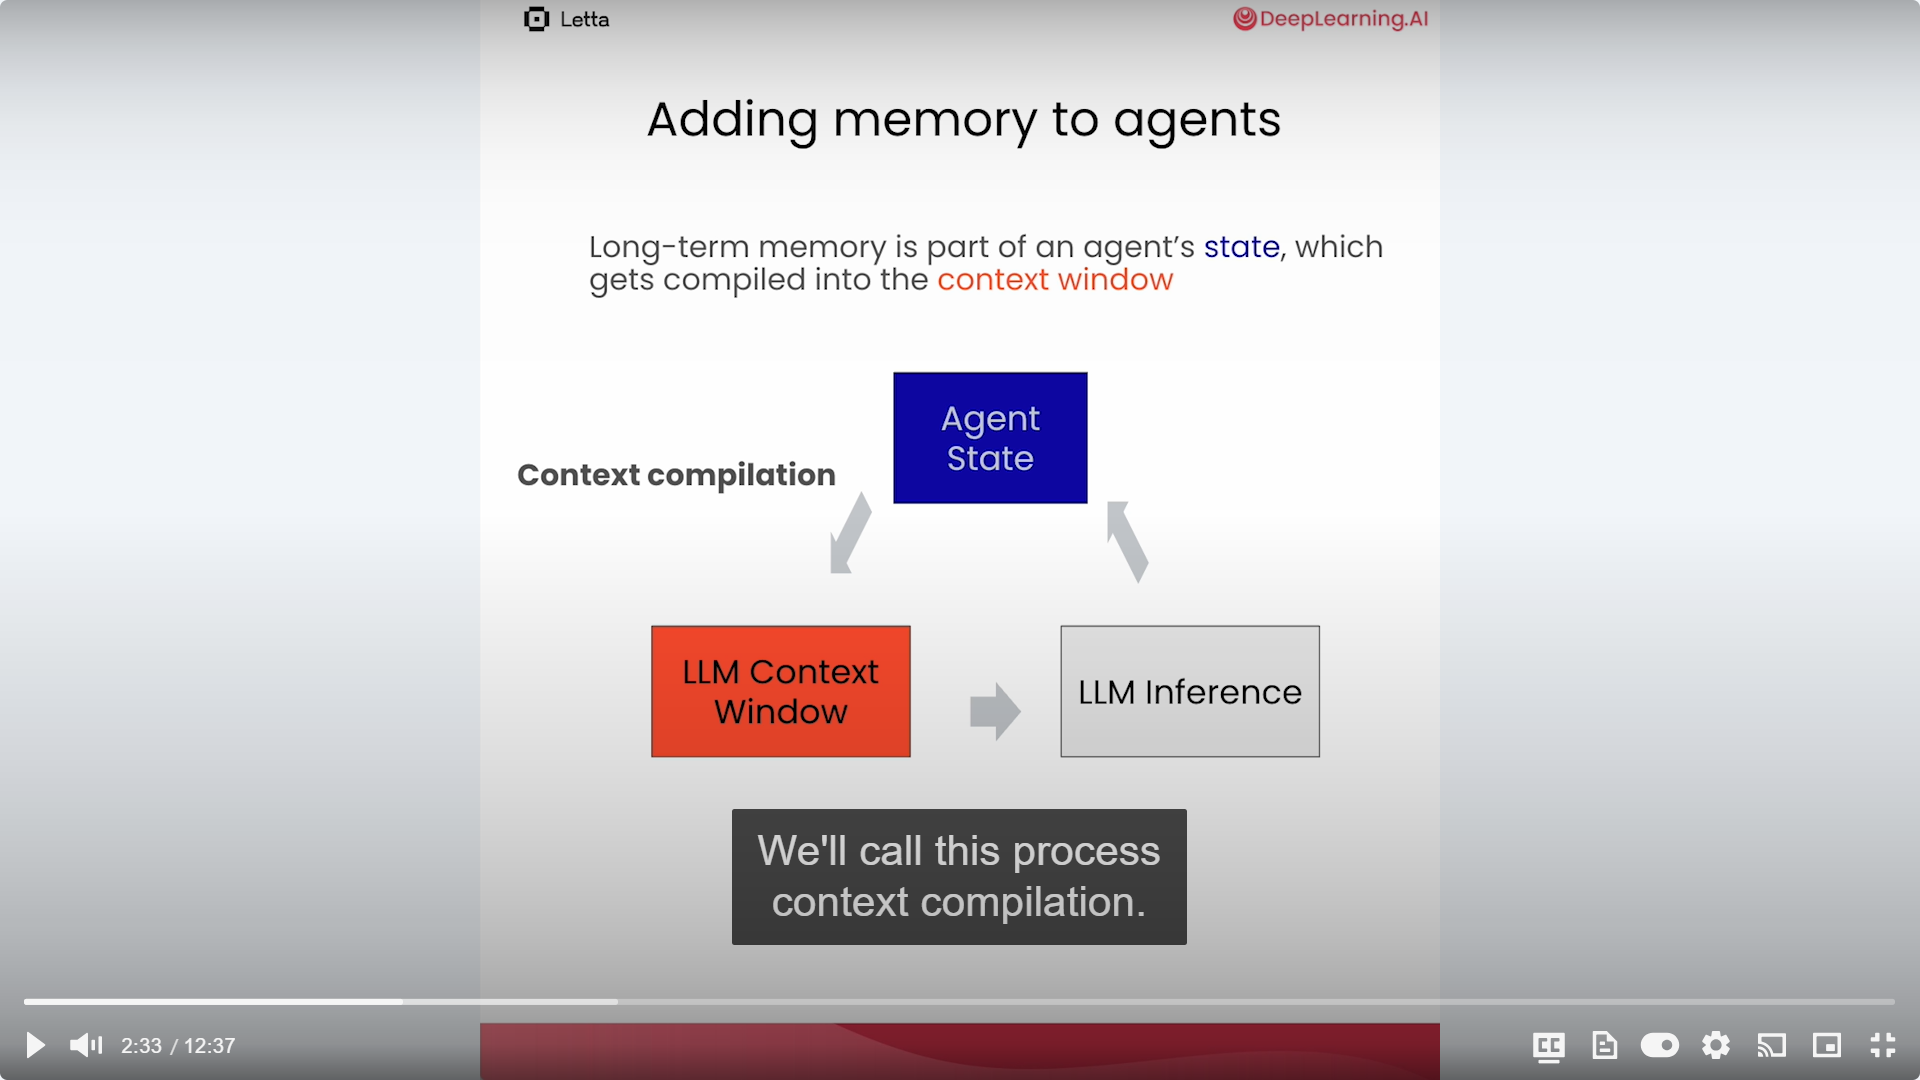 Letta
DeepLearning.AI
Adding memory to agents
Long-term memory is part of an agent's state, which
gets compiled into the context window
Agent
State
Context compilation
LLM Context
Window
LLM Inference
We'll call this process
context compilation.
2:33 / 12:37
CC